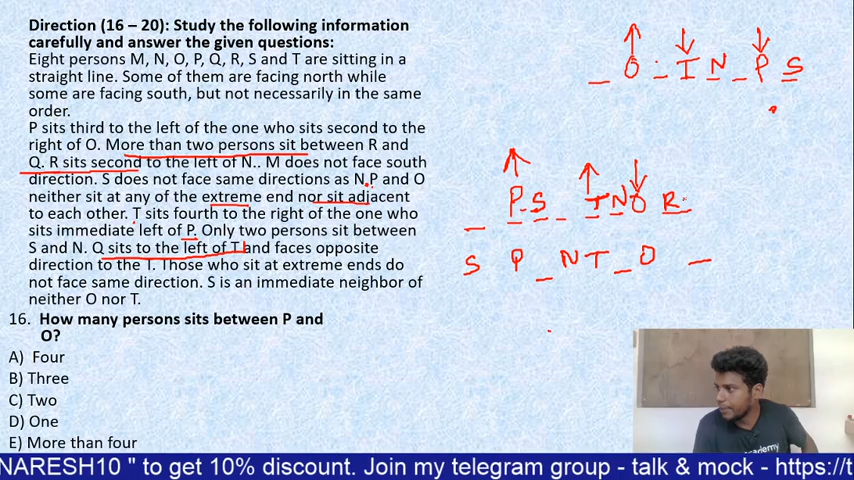 Direction (16 – 20): Study the following information
carefully and answer the given questions:
Eight persons M, N, O, P, Q, R, S and T are sitting in a
straight line. Some of them are facing north while
some are facing south, but not necessarily in the same
order.
P sits third to the left of the one who sits second to the
right of O. More than two persons sit between R and
Q. R sits second to the left of N.. M does not face south
direction. S does not face same directions as N.P and O
neither sit at any of the extreme end nor sit adjacent
to each other. T sits fourth to the right of the one who
sits immediate left of P. Only two persons sit between
S and N. Q sits to the left of T and faces opposite
direction to the T. Those who sit at extreme ends do
not face same direction. S is an immediate neighbor of
neither O nor T.
16. How many persons sits between P and
O?
A) Four
B) Three
C) Two
D) One
E) More than four
_ O _ T N _ P S
_ P S _ T N O R
S P _ N T _ O _
academy
NARESH10 " to get 10% discount. Join my telegram group - talk & mock - https://t